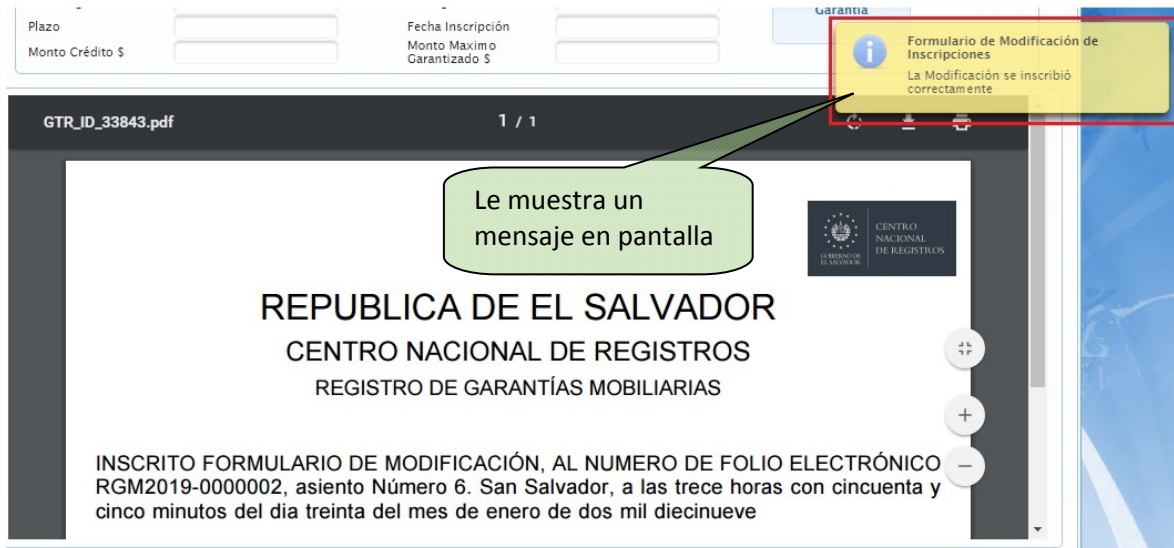 Garantía
Plazo
Fecha Inscripción
Monto Crédito $
Monto Maximo
Garantizado $
Formulario de Modificación de
Inscripciones
La Modificación se inscribió
correctamente
GTR_ID_33843.pdf
1 / 1
Le muestra un
mensaje en pantalla
GOBIERNO DE
EL SALVADOR
CENTRO
NACIONAL
DE REGISTROS
REPUBLICA DE EL SALVADOR
CENTRO NACIONAL DE REGISTROS
REGISTRO DE GARANTÍAS MOBILIARIAS
INSCRITO FORMULARIO DE MODIFICACIÓN, AL NUMERO DE FOLIO ELECTRÓNICO
RGM2019-0000002, asiento Número 6. San Salvador, a las trece horas con cincuenta y
cinco minutos del dia treinta del mes de enero de dos mil diecinueve